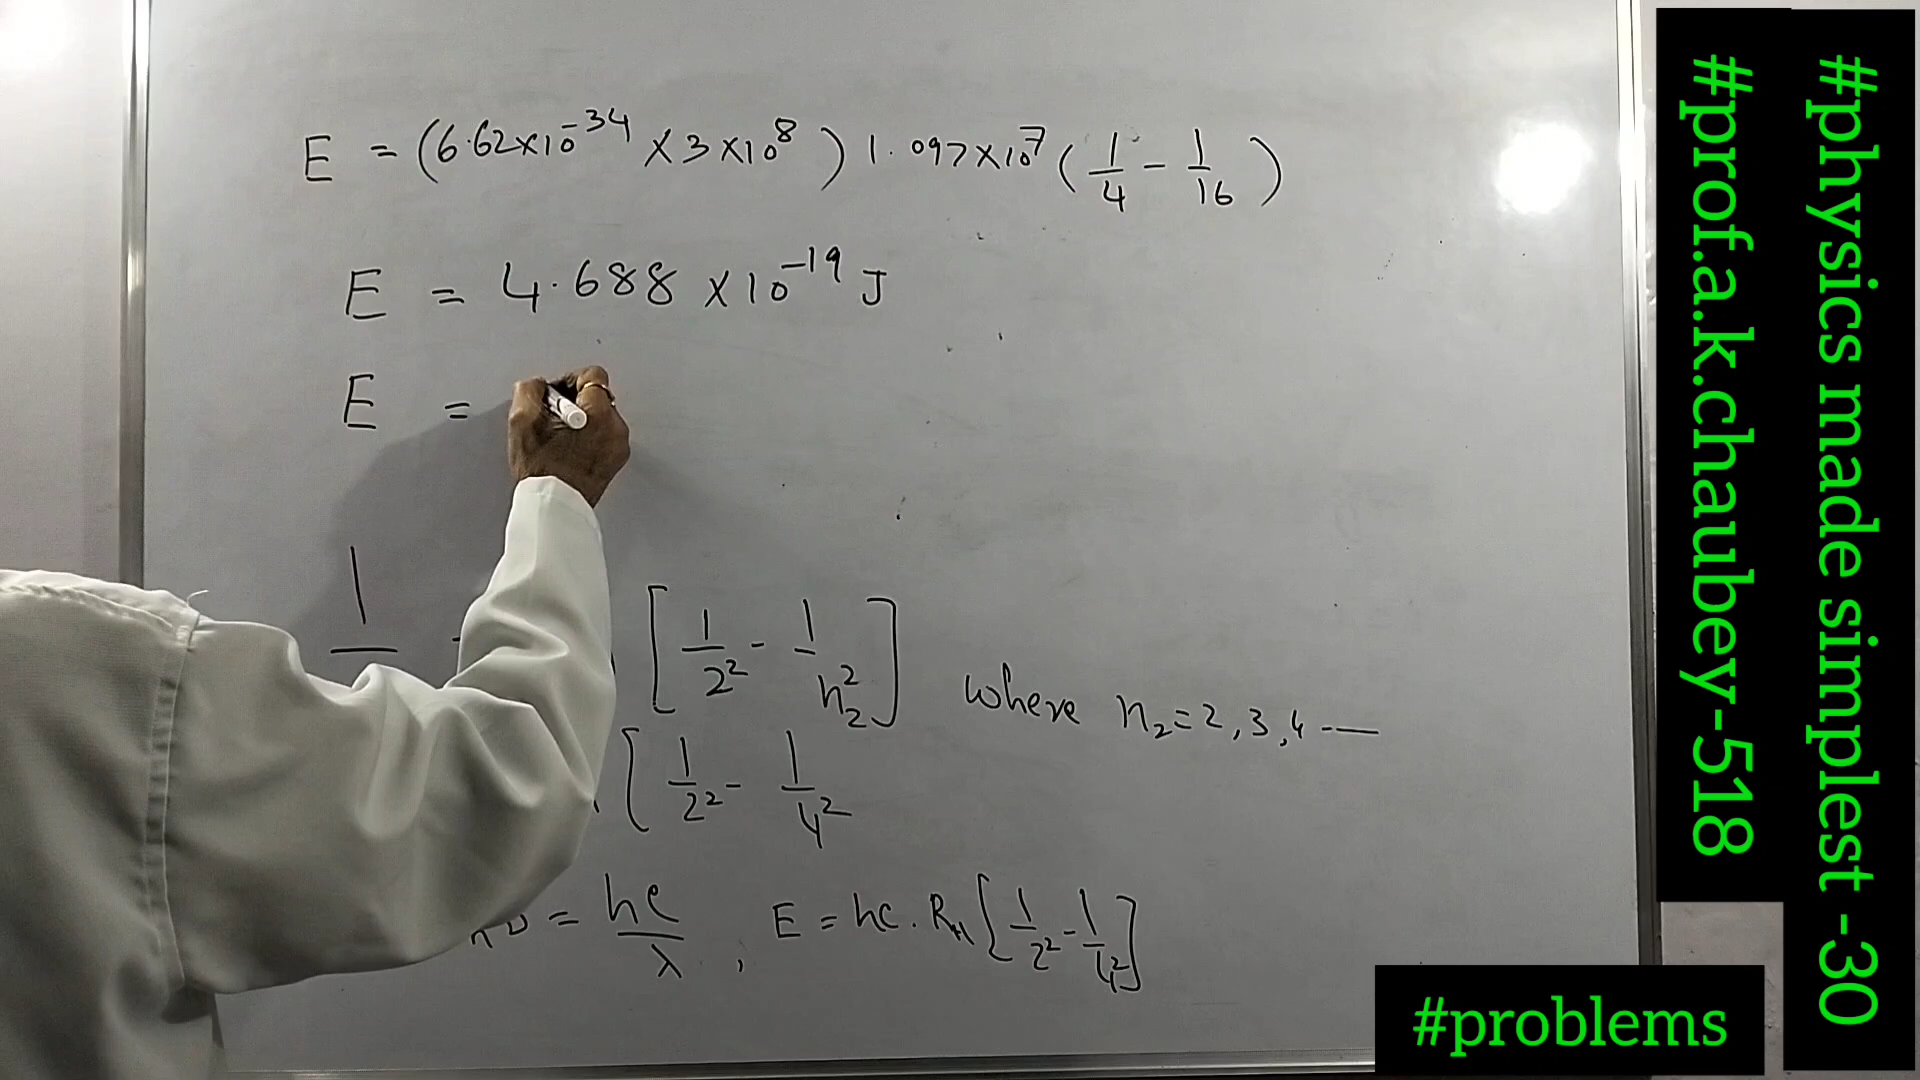 E = (6.62×10⁻³⁴ × 3×10⁸) 1.097×10⁷ (1/4 - 1/16)
E = 4.688 × 10⁻¹⁹ J
E =
1
[1/2² - 1/n₂²] where n₂=2,3,4 ---
[1/2² - 1/4²
= hc/λ , E = hc. R_H [1/2² - 1/4²]
#prof.a.k.chaubey-518
#physics made simplest -30
#problems